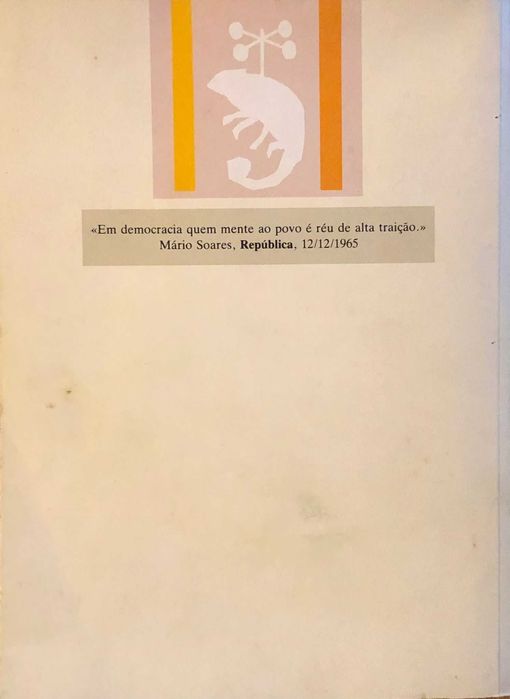 «Em democracia quem mente ao povo é réu de alta traição.»
Mário Soares, República, 12/12/1965